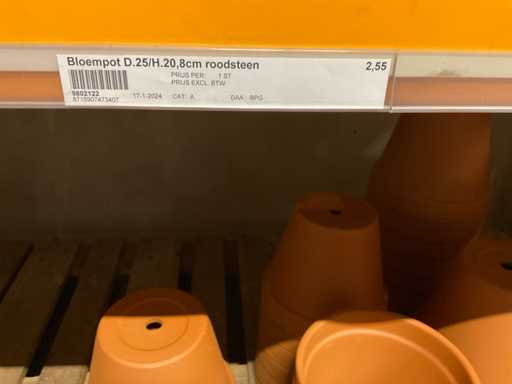 Bloempot D.25/H.20,8cm roodsteen 2,55
PRIJS PER: 1 ST
PRIJS EXCL. BTW
9802122
8715907473407 17-1-2024 CAT: A DAA: BPG